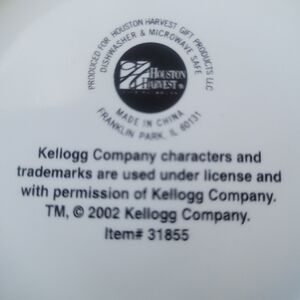 PRODUCED FOR: HOUSTON HARVEST GIFT PRODUCTS LLC
DISHWASHER & MICROWAVE SAFE
HOUSTON
HARVEST
MADE IN CHINA
FRANKLIN PARK, IL 60131
Kellogg Company characters and
trademarks are used under license and
with permission of Kellogg Company.
TM, © 2002 Kellogg Company.
Item# 31855